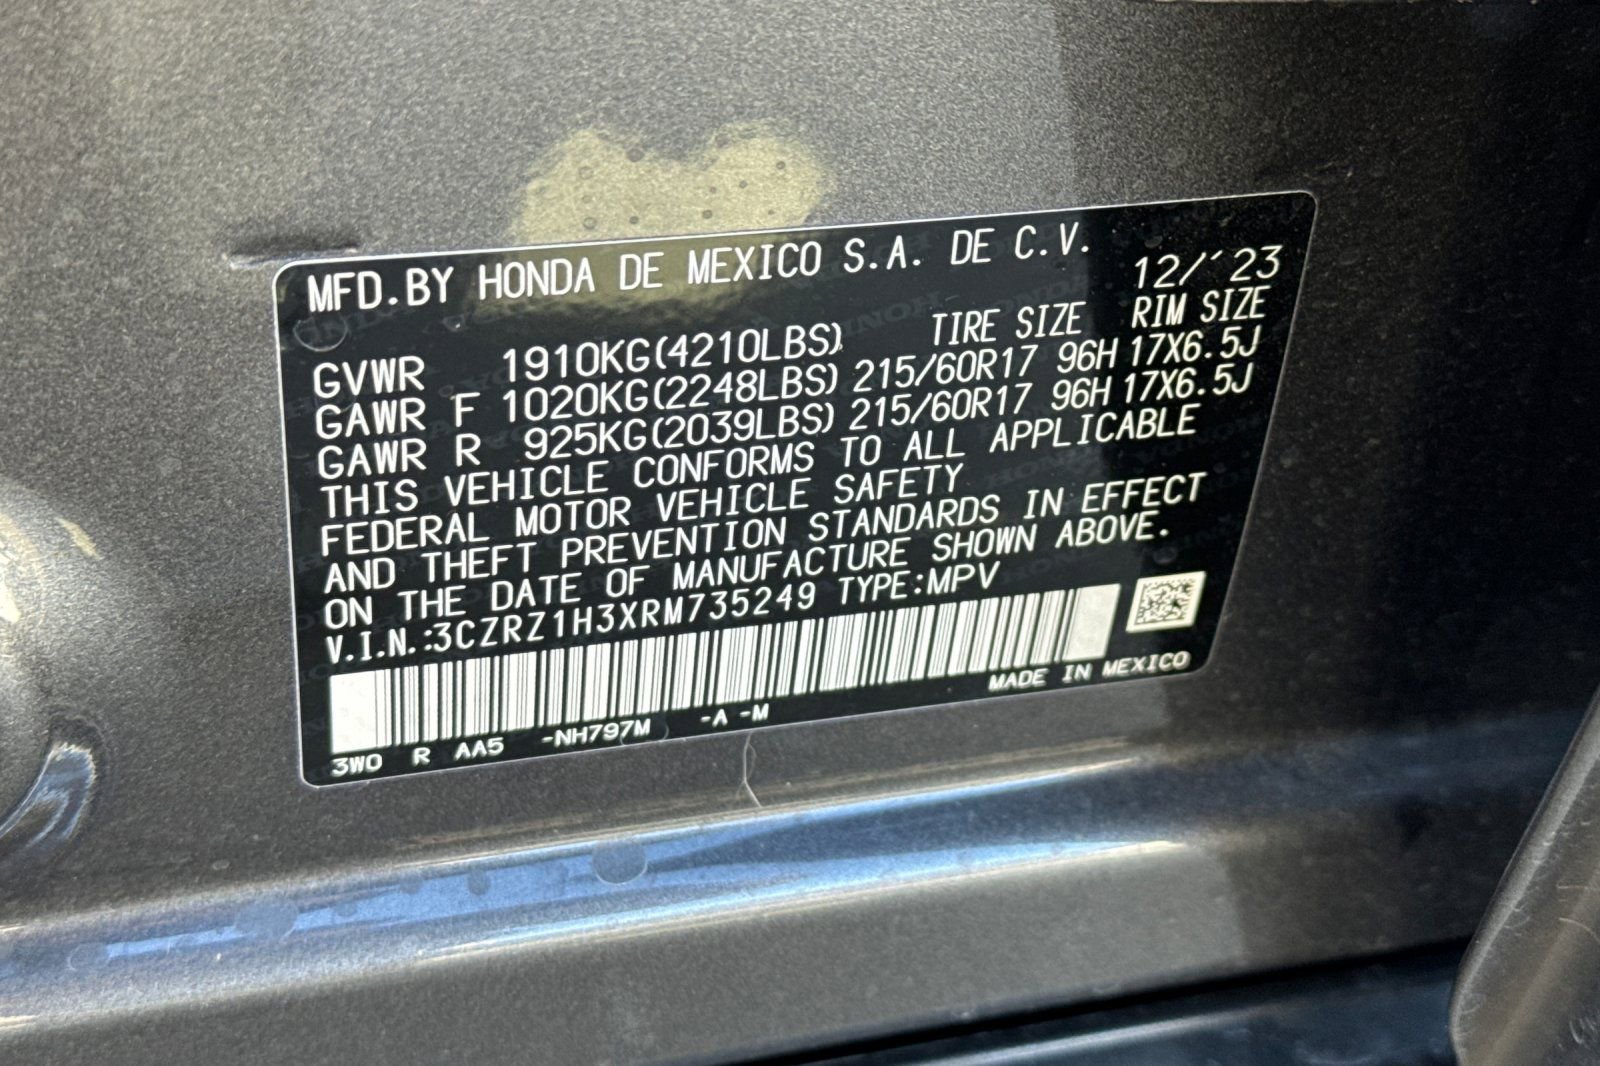 MFD.BY HONDA DE MEXICO S.A. DE C.V.
12/'23
TIRE SIZE RIM SIZE
GVWR 1910KG(4210LBS)
GAWR F 1020KG(2248LBS) 215/60R17 96H 17X6.5J
GAWR R 925KG(2039LBS) 215/60R17 96H 17X6.5J
THIS VEHICLE CONFORMS TO ALL APPLICABLE
FEDERAL MOTOR VEHICLE SAFETY
AND THEFT PREVENTION STANDARDS IN EFFECT
ON THE DATE OF MANUFACTURE SHOWN ABOVE.
V.I.N.:3CZRZ1H3XRM735249 TYPE:MPV
MADE IN MEXICO
3W0 R AA5 -NH797M -A -M